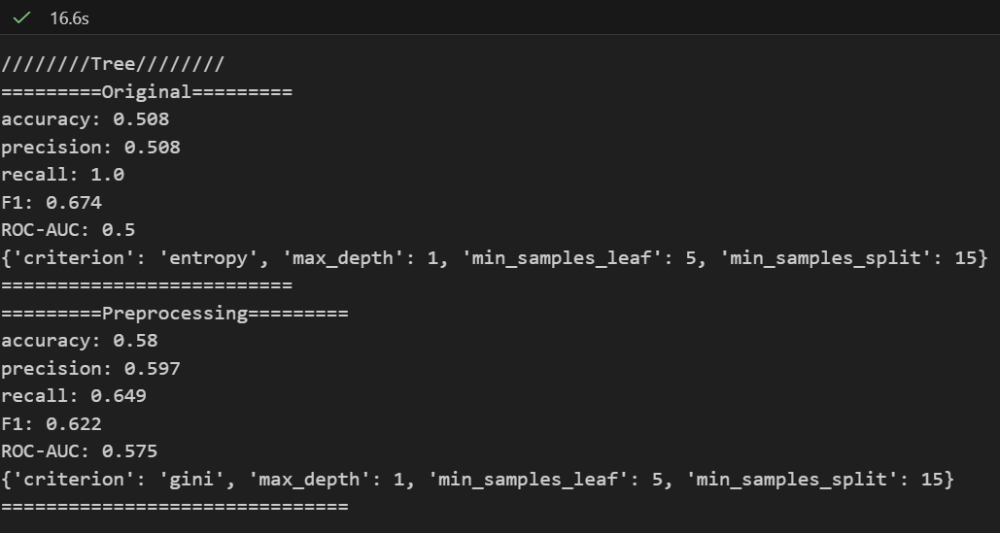 16.6s
////////Tree////////
=========Original=========
accuracy: 0.508
precision: 0.508
recall: 1.0
F1: 0.674
ROC-AUC: 0.5
{'criterion': 'entropy', 'max_depth': 1, 'min_samples_leaf': 5, 'min_samples_split': 15}
==========================
=========Preprocessing=========
accuracy: 0.58
precision: 0.597
recall: 0.649
F1: 0.622
ROC-AUC: 0.575
{'criterion': 'gini', 'max_depth': 1, 'min_samples_leaf': 5, 'min_samples_split': 15}
===============================